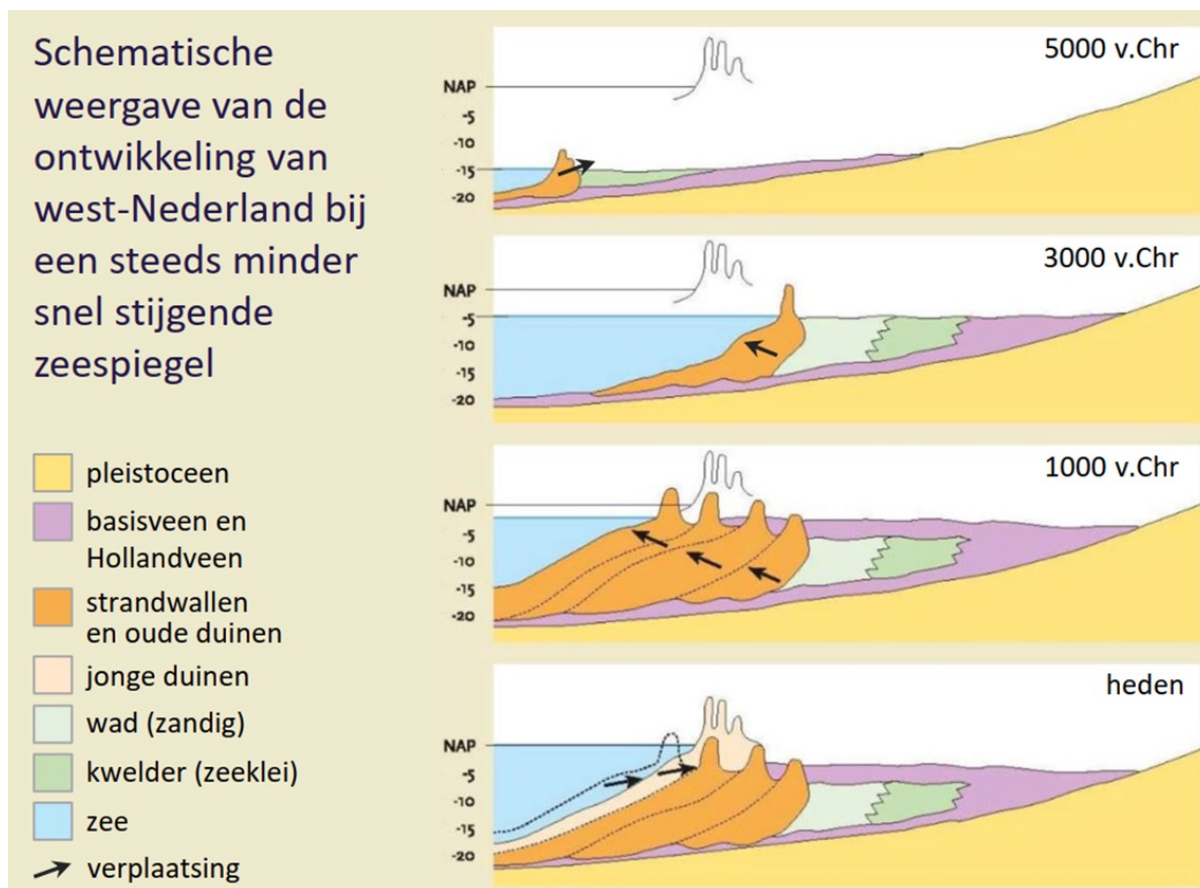 Schematische
weergave van de
ontwikkeling van
west-Nederland bij
een steeds minder
snel stijgende
zeespiegel
pleistoceen
basisveen en
Hollandveen
strandwallen
en oude duinen
jonge duinen
wad (zandig)
kwelder (zeeklei)
zee
verplaatsing
5000 v.Chr
NAP
-5
-10
-15
-20
3000 v.Chr
NAP
-5
-10
-15
-20
1000 v.Chr
NAP
-5
-10
-15
-20
heden
NAP
-5
-10
-15
-20